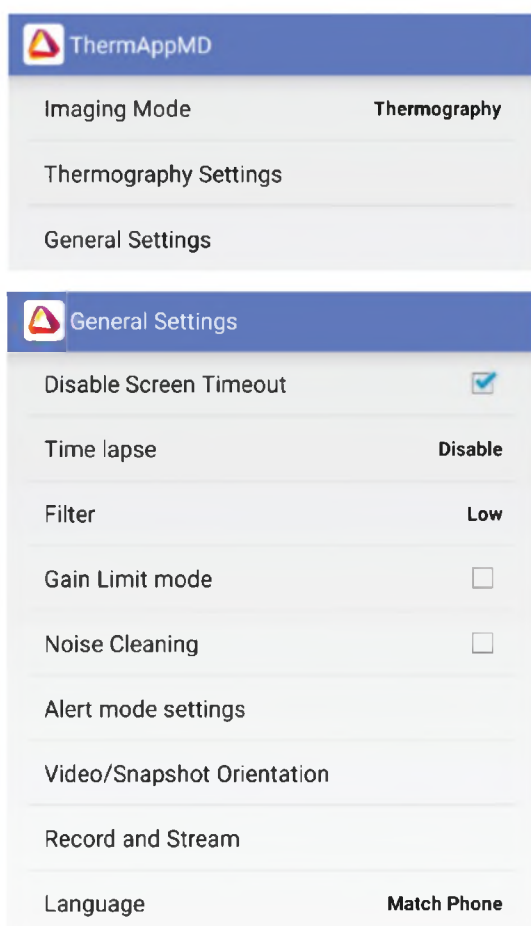 ThermAppMD
Imaging Mode Thermography
Thermography Settings
General Settings
General Settings
Disable Screen Timeout
Time lapse Disable
Filter Low
Gain Limit mode
Noise Cleaning
Alert mode settings
Video/Snapshot Orientation
Record and Stream
Language Match Phone